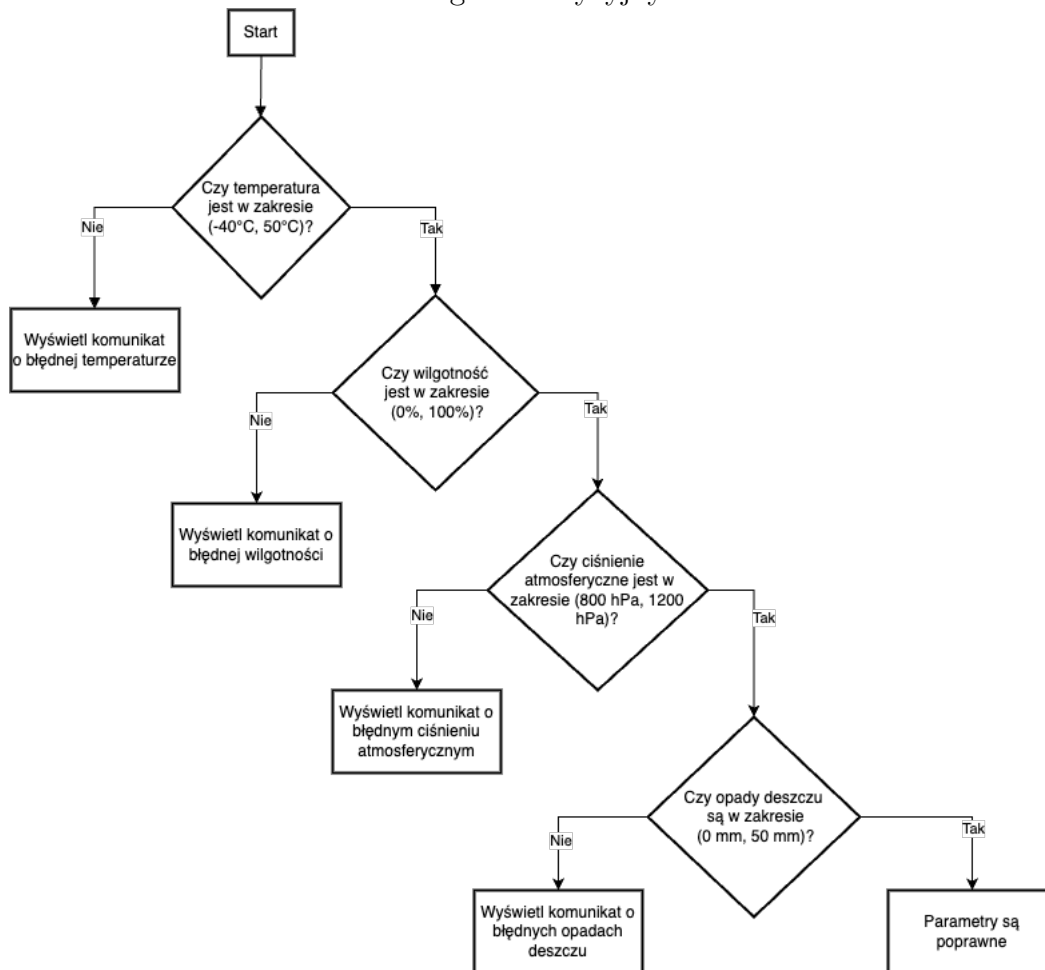 Start
Czy temperatura
jest w zakresie
(-40°C, 50°C)?
Nie
Tak
Wyświetl komunikat
o błędnej temperaturze
Czy wilgotność
jest w zakresie
(0%, 100%)?
Nie
Tak
Wyświetl komunikat o
błędnej wilgotności
Czy ciśnienie
atmosferyczne jest w
zakresie (800 hPa, 1200
hPa)?
Nie
Tak
Wyświetl komunikat o
błędnym ciśnieniu
atmosferycznym
Czy opady deszczu
są w zakresie
(0 mm, 50 mm)?
Nie
Tak
Wyświetl komunikat o
błędnych opadach
deszczu
Parametry są
poprawne